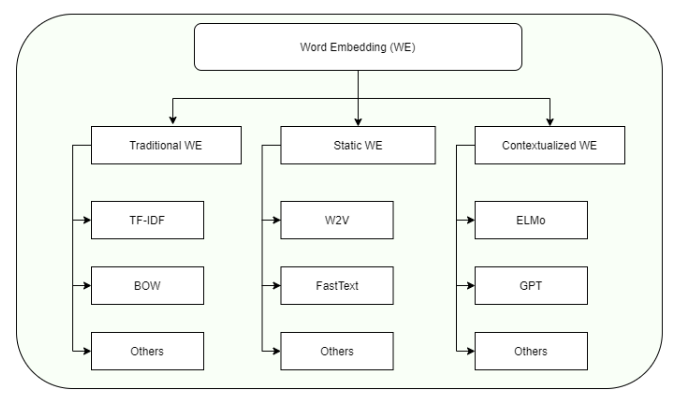 Word Embedding (WE)
Traditional WE
TF-IDF
BOW
Others
Static WE
W2V
FastText
Others
Contextualized WE
ELMo
GPT
Others